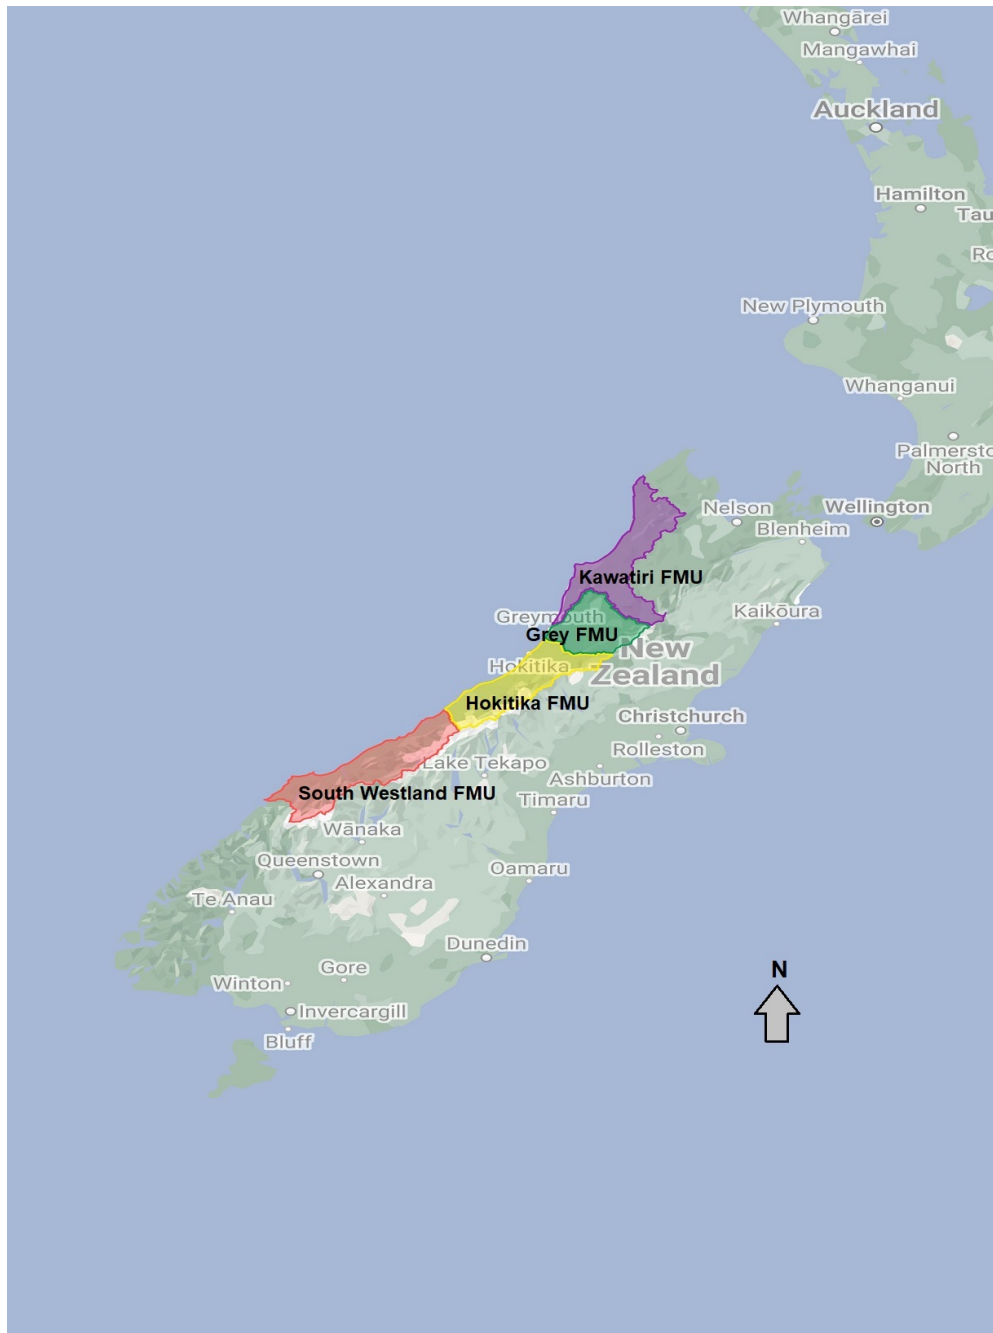 Whangārei
Mangawhai
Auckland
Hamilton
Tau
Ro
New Plymouth
Whanganui
Palmersto
North
Nelson
Wellington
Blenheim
Kawatiri FMU
Kaikōura
Greymouth
Grey FMU
New
Zealand
Hokitika
Hokitika FMU
Christchurch
Rolleston
Lake Tekapo
Ashburton
South Westland FMU
Timaru
Wānaka
Queenstown
Oamaru
Alexandra
Te Anau
Dunedin
Gore
N
Winton
Invercargill
Bluff